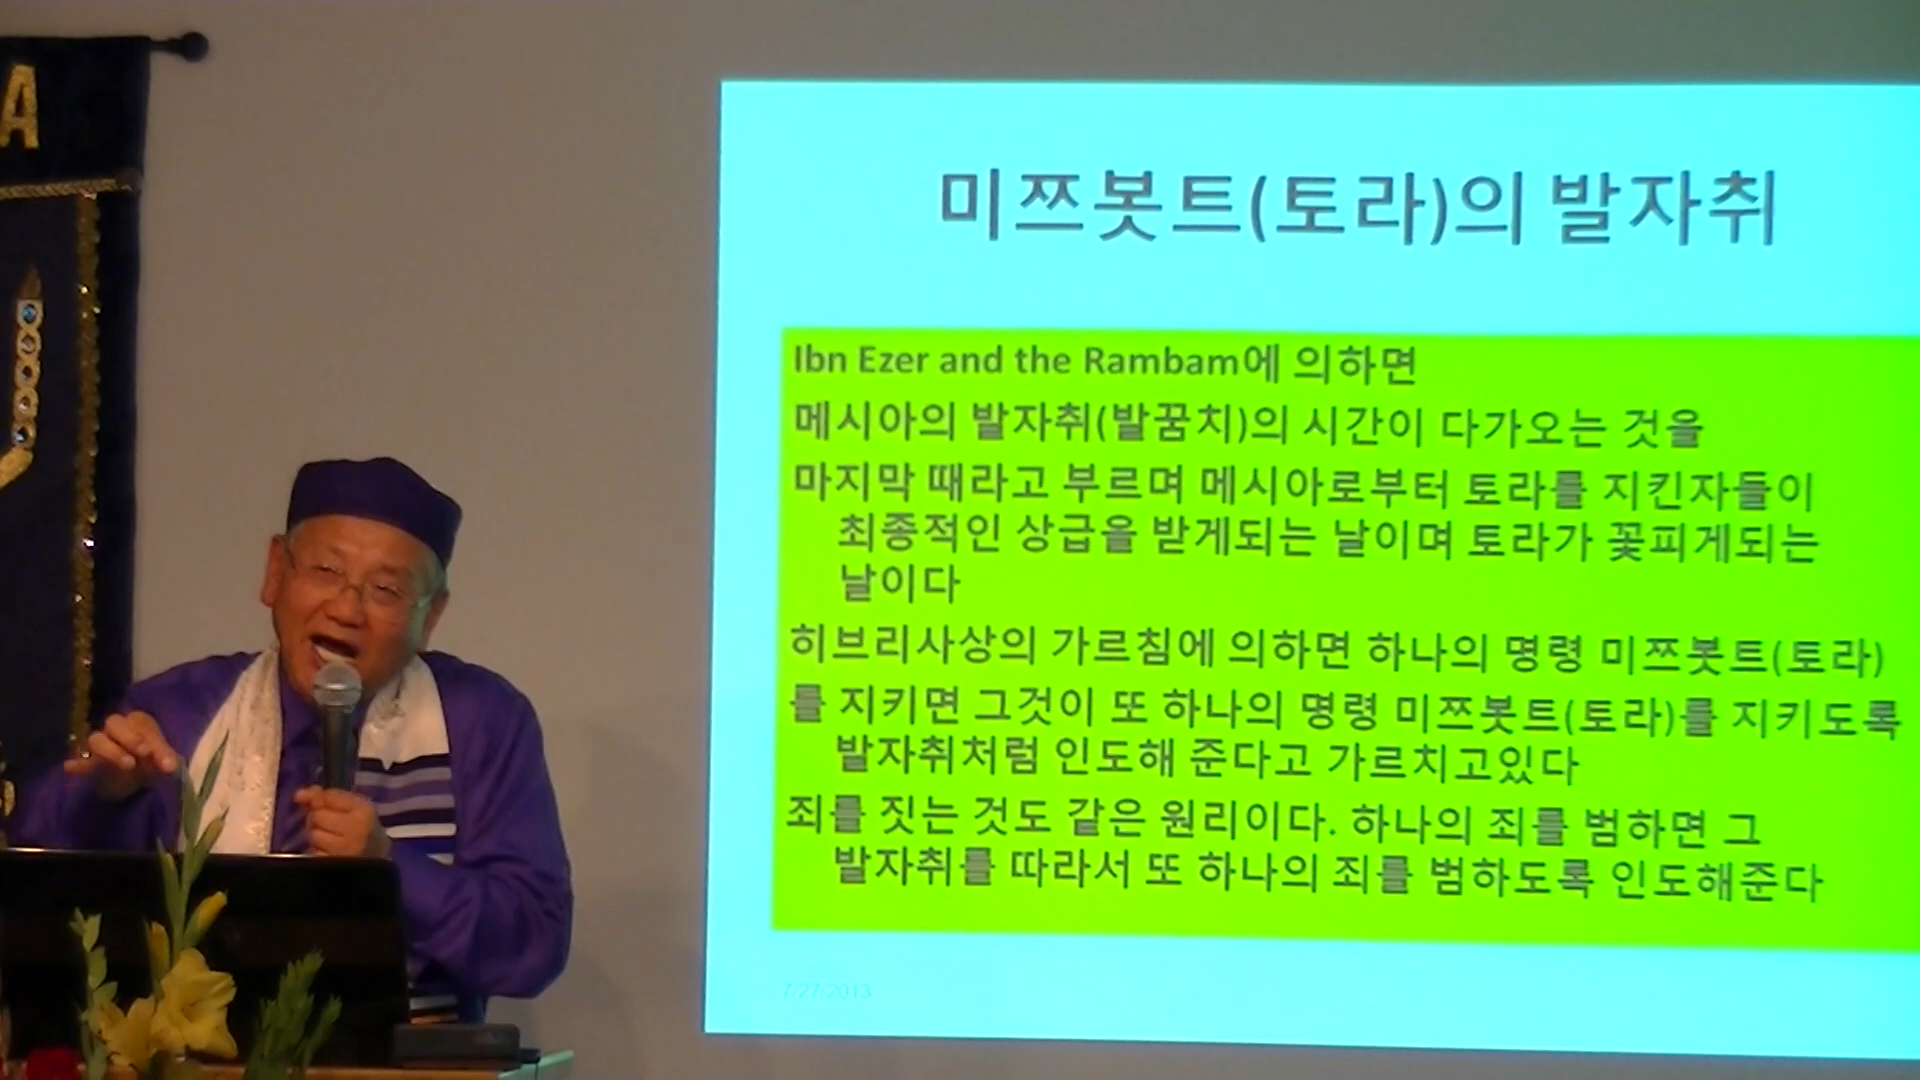 A
미쯔봇트(토라)의 발자취
Ibn Ezer and the Rambam에 의하면
메시아의 발자취(발꿈치)의 시간이 다가오는 것을
마지막 때라고 부르며 메시아로부터 토라를 지킨자들이
최종적인 상급을 받게되는 날이며 토라가 꽃피게되는
날이다
히브리사상의 가르침에 의하면 하나의 명령 미쯔봇트(토라)
를 지키면 그것이 또 하나의 명령 미쯔봇트(토라)를 지키도록
발자취처럼 인도해 준다고 가르치고있다
죄를 짓는 것도 같은 원리이다. 하나의 죄를 범하면 그
발자취를 따라서 또 하나의 죄를 범하도록 인도해준다
7/27/2013